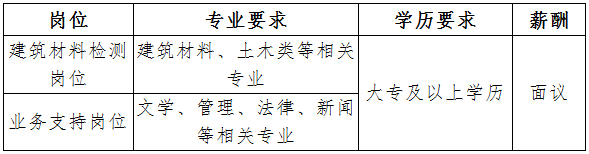 岗位 专业要求 学历要求 薪酬
建筑材料检测岗位 建筑材料、土木类等相关专业 大专及以上学历 面议
业务支持岗位 文学、管理、法律、新闻等相关专业